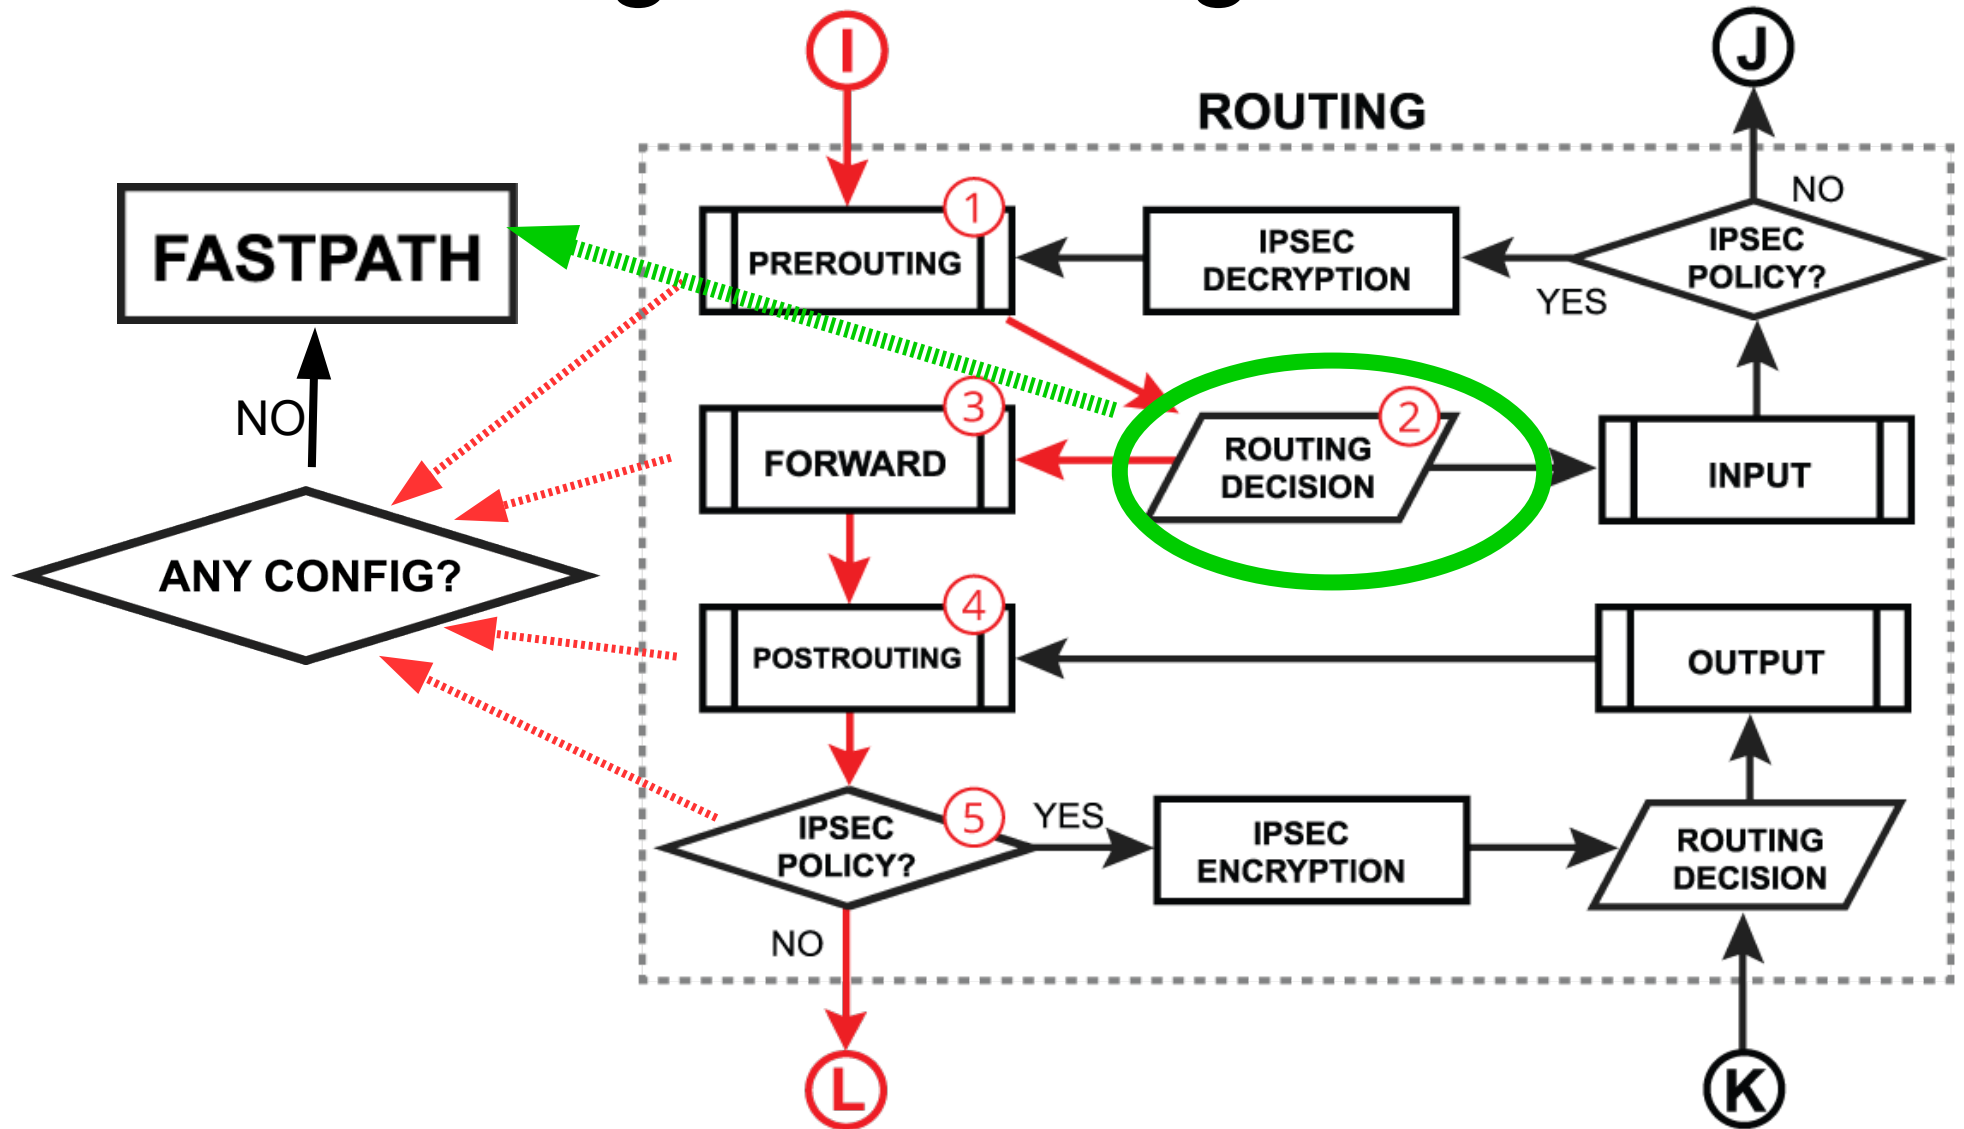 I
J
ROUTING
NO
1
FASTPATH
PREROUTING
IPSEC
DECRYPTION
IPSEC
POLICY?
YES
NO
3
FORWARD
2
ROUTING
DECISION
INPUT
ANY CONFIG?
4
POSTROUTING
OUTPUT
5
IPSEC
POLICY?
YES
IPSEC
ENCRYPTION
ROUTING
DECISION
NO
L
K